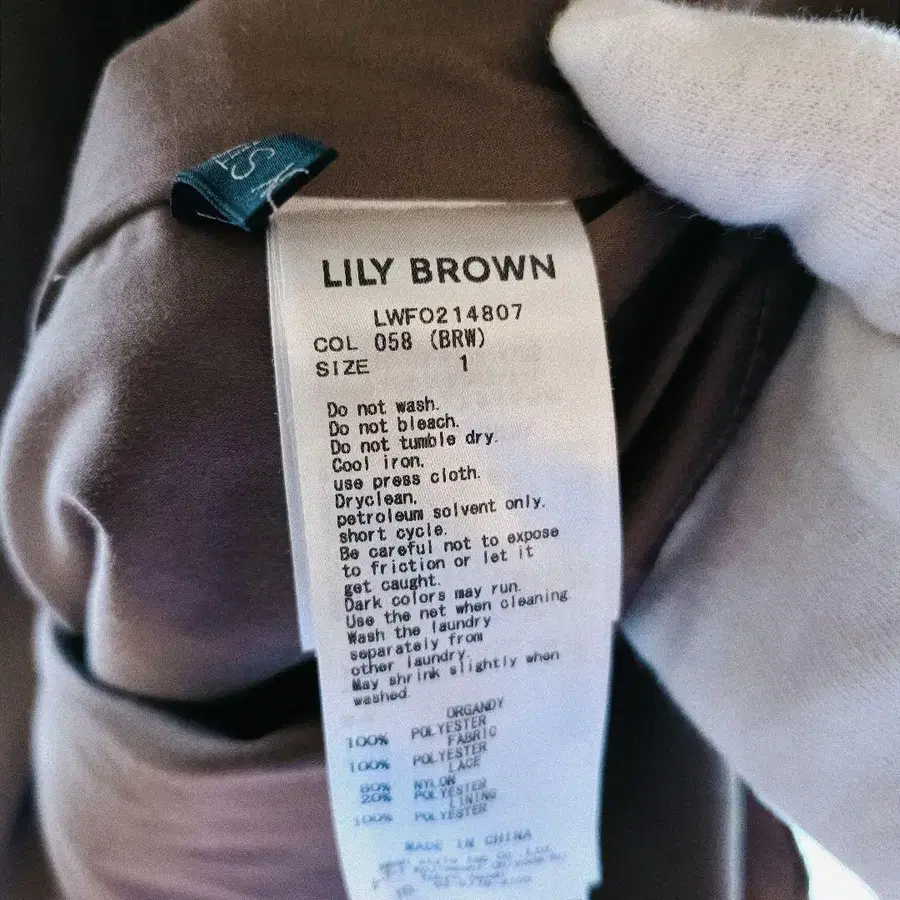 LILY BROWN
LWFO214807
COL 058 (BRW)
SIZE 1
Do not wash.
Do not bleach.
Do not tumble dry.
Cool iron,
use press cloth.
Dryclean,
petroleum solvent only.
short cycle.
Be careful not to expose
to friction or let it
get caught.
Dark colors may run.
Use the net when cleaning.
Wash the laundry
separately from
other laundry.
May shrink slightly when
washed.
ORGANDY
100% POLYESTER
FABRIC
100% POLYESTER
LACE
80% NYLON
20% POLYESTER
LINING
100% POLYESTER
MADE IN CHINA